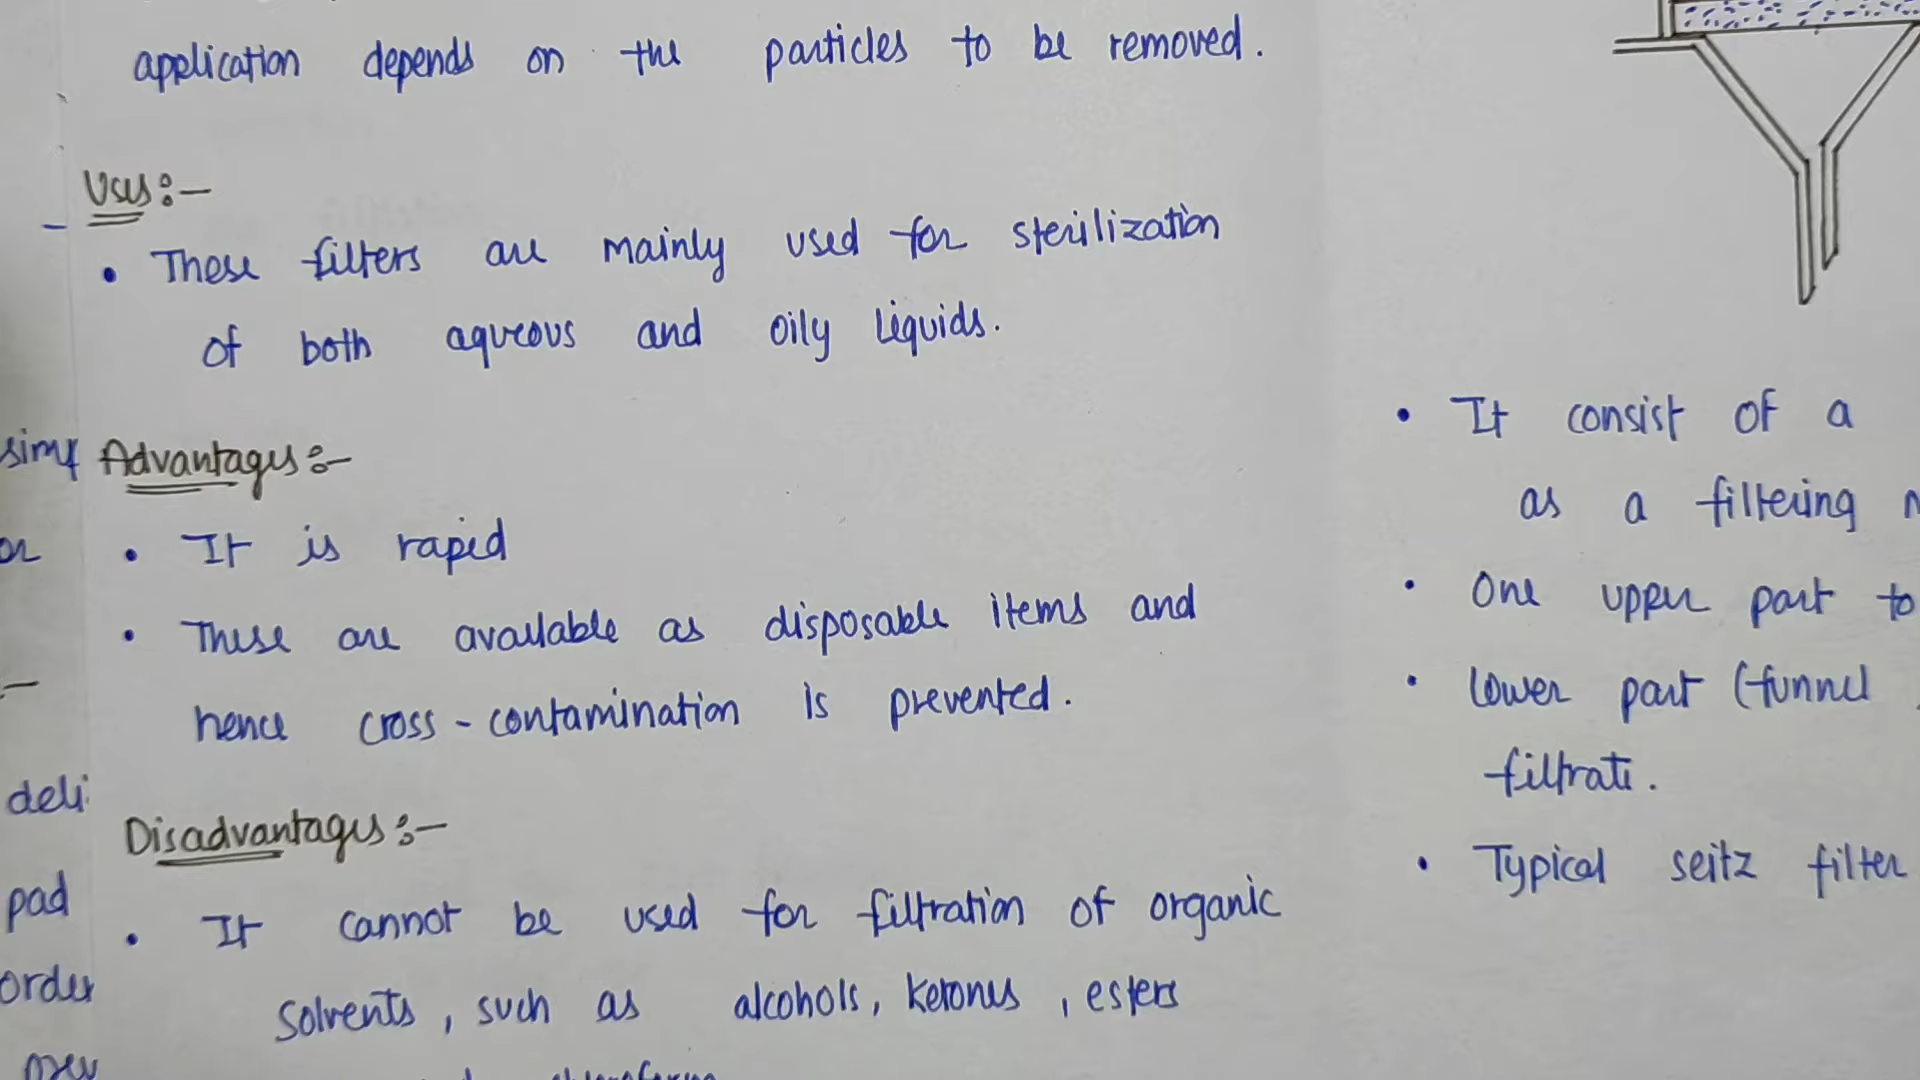 application depends on the particles to be removed.
Uses:-
• These filters are mainly used for sterilization
of both aqueous and oily liquids.
Advantages:-
• It is rapid
• These are available as disposable items and
hence cross-contamination is prevented.
Disadvantages:-
• It cannot be used for filtration of organic
solvents, such as alcohols, ketones, esters
• It consist of a
as a filtering
• One upper part to
• lower part (funnel
filtrate.
• Typical seitz filter
or
pad
order